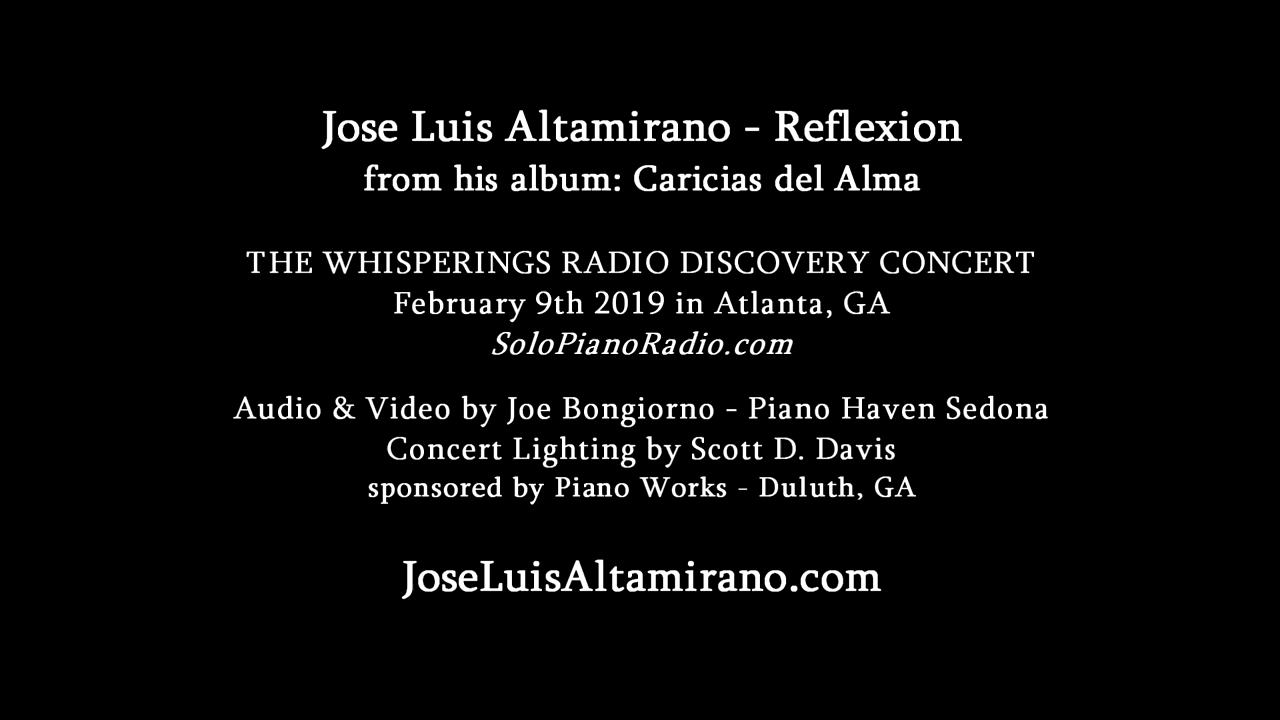 Jose Luis Altamirano - Reflexion
from his album: Caricias del Alma
THE WHISPERINGS RADIO DISCOVERY CONCERT
February 9th 2019 in Atlanta, GA
SoloPianoRadio.com
Audio & Video by Joe Bongiorno - Piano Haven Sedona
Concert Lighting by Scott D. Davis
sponsored by Piano Works - Duluth, GA
JoseLuisAltamirano.com